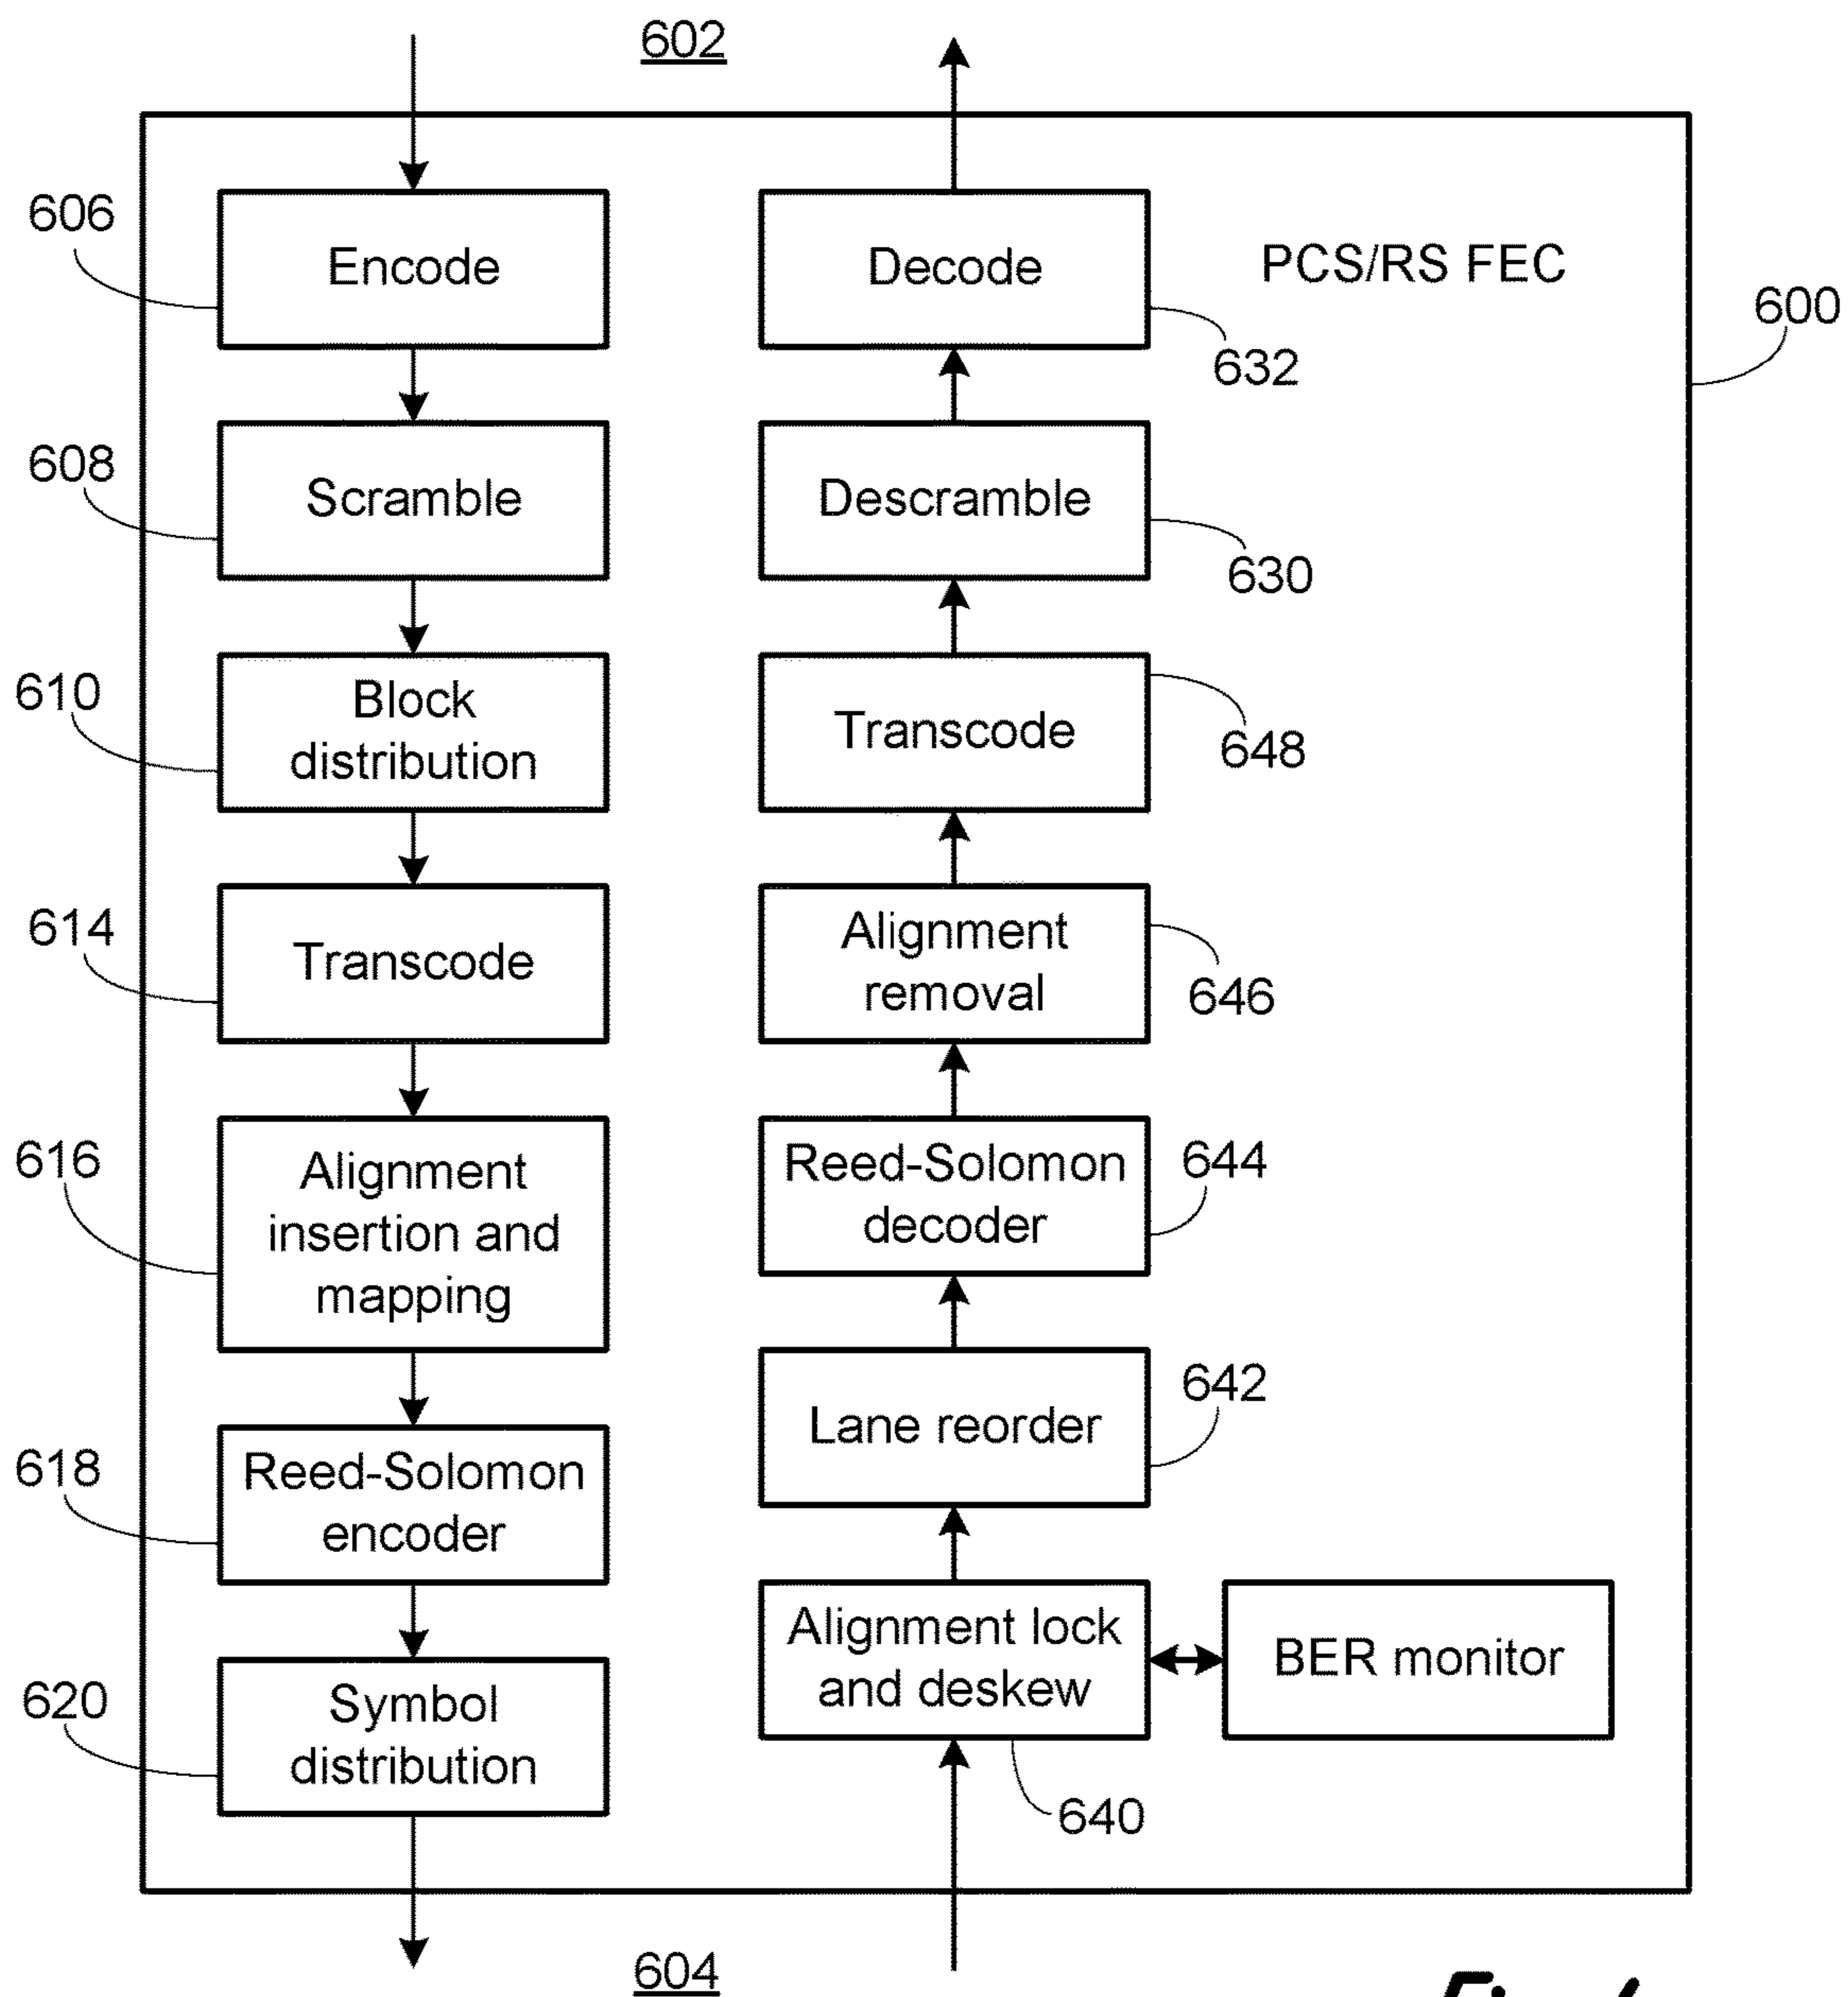 602
606
Encode
Decode
PCS/RS FEC
600
632
608
Scramble
Descramble
630
610
Block
distribution
Transcode
648
614
Transcode
Alignment
removal
646
616
Alignment
insertion and
mapping
Reed-Solomon
decoder
644
642
Lane reorder
618
Reed-Solomon
encoder
Alignment lock
and deskew
BER monitor
620
Symbol
distribution
640
604